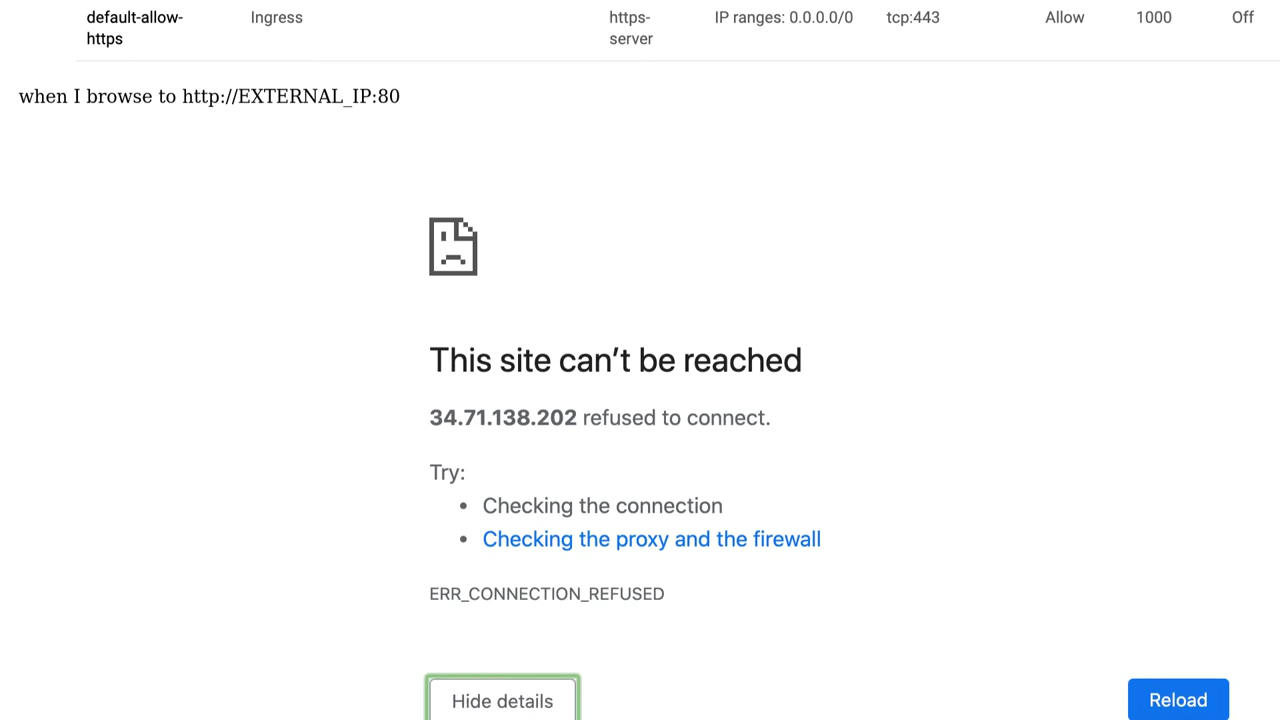 default-allow-https Ingress https-server IP ranges: 0.0.0.0/0 tcp:443 Allow 1000 Off
when I browse to http://EXTERNAL_IP:80
This site can’t be reached
34.71.138.202 refused to connect.
Try:
• Checking the connection
• Checking the proxy and the firewall
ERR_CONNECTION_REFUSED
Hide details Reload